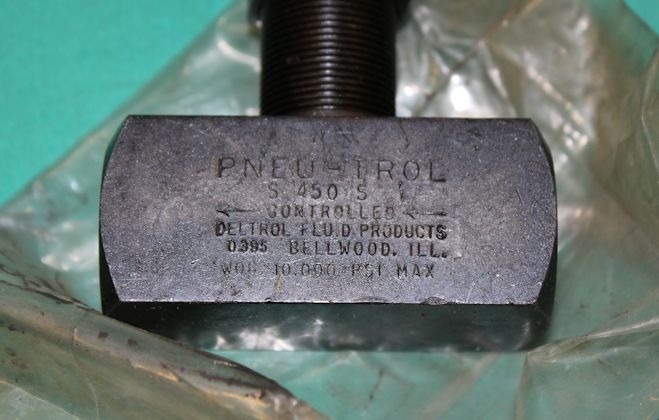 PNEU-TROL
S 450 S
← CONTROLLED ←
DELTROL FLUID PRODUCTS
0395 BELLWOOD, ILL.
WOG 10,000 PSI MAX